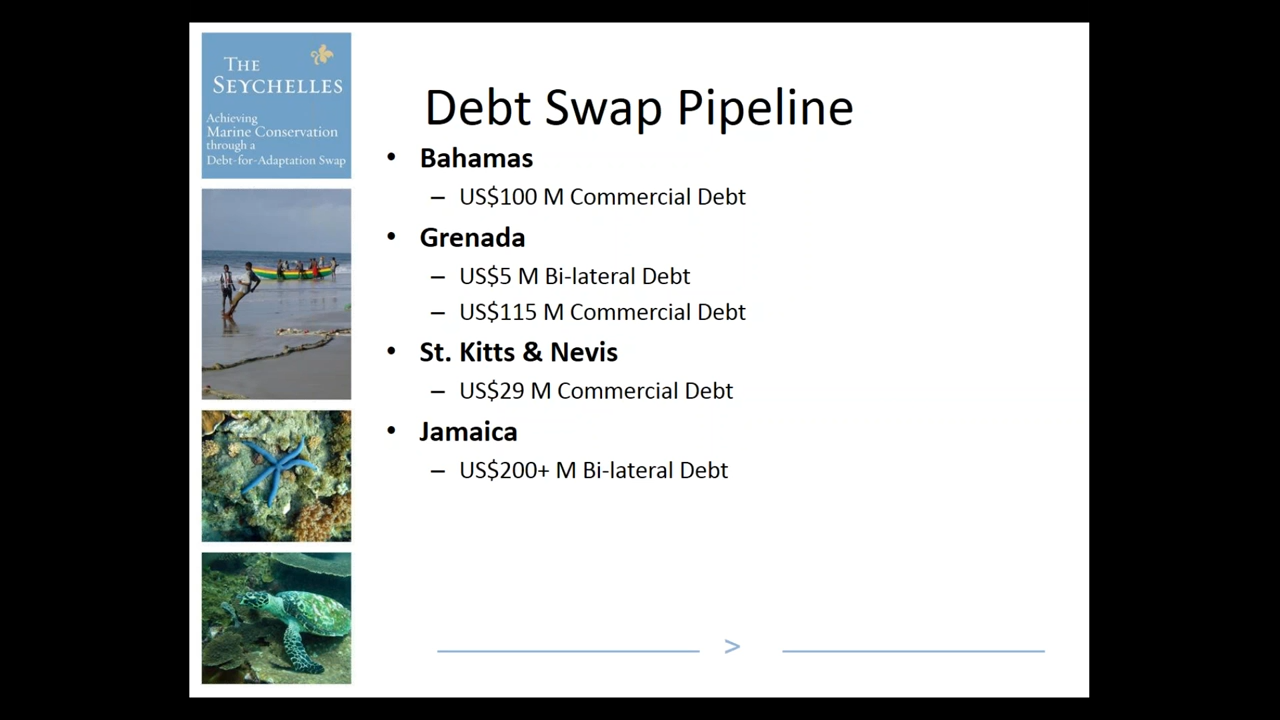 THE
SEYCHELLES
Achieving
Marine Conservation
through a
Debt-for-Adaptation Swap
Debt Swap Pipeline
• Bahamas
– US$100 M Commercial Debt
• Grenada
– US$5 M Bi-lateral Debt
– US$115 M Commercial Debt
• St. Kitts & Nevis
– US$29 M Commercial Debt
• Jamaica
– US$200+ M Bi-lateral Debt
>